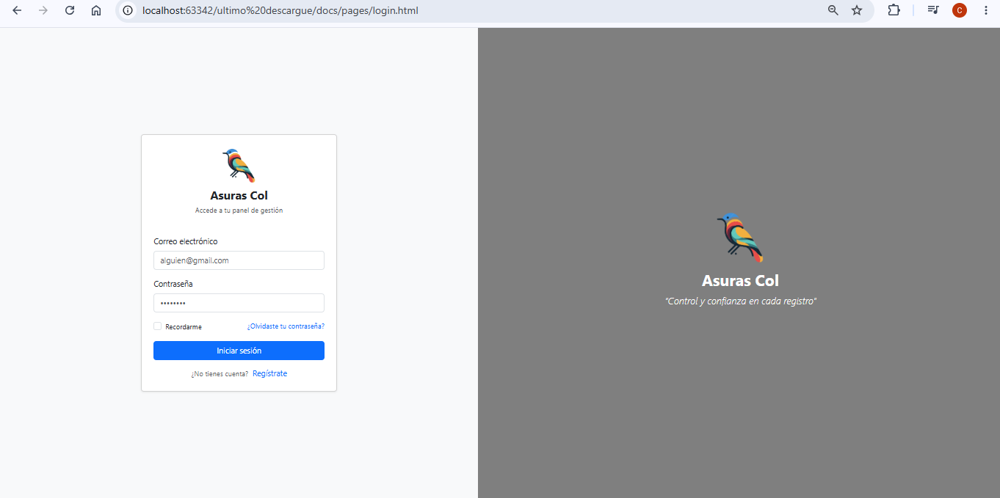 localhost:63342/ultimo%20descargue/docs/pages/login.html
C
Asuras Col
Accede a tu panel de gestión
Correo electrónico
alguien@gmail.com
Contraseña
••••••••
Recordarme
¿Olvidaste tu contraseña?
Iniciar sesión
¿No tienes cuenta? Regístrate
Asuras Col
"Control y confianza en cada registro"